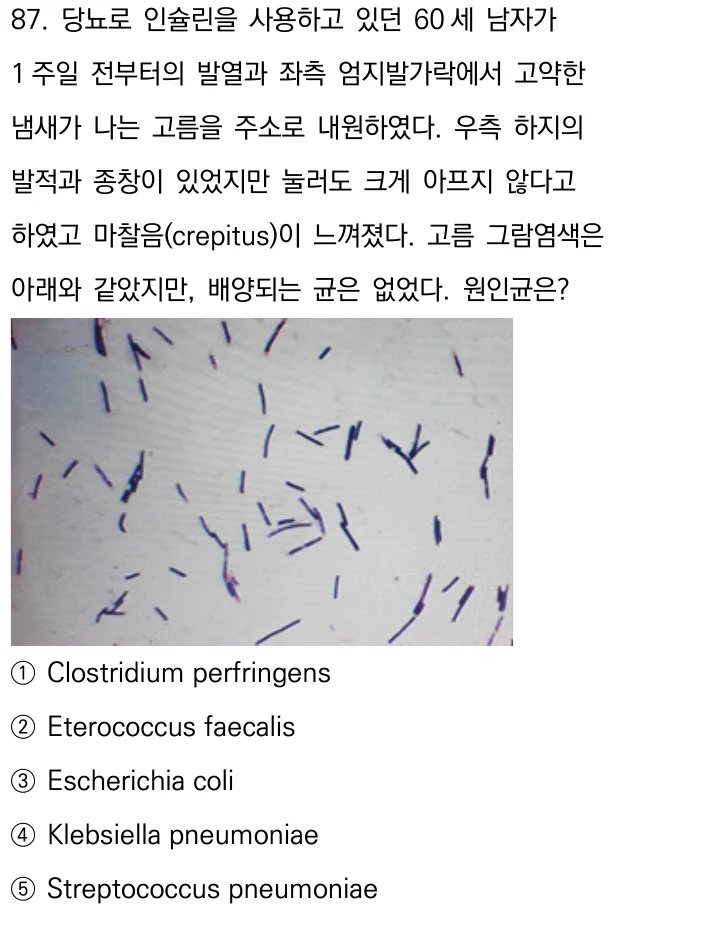 87. 당뇨로 인슐린을 사용하고 있던 60세 남자가
1주일 전부터의 발열과 좌측 엄지발가락에서 고약한
냄새가 나는 고름을 주소로 내원하였다. 우측 하지의
발적과 종창이 있었지만 눌러도 크게 아프지 않다고
하였고 마찰음(crepitus)이 느껴졌다. 고름 그람염색은
아래와 같았지만, 배양되는 균은 없었다. 원인균은?
① Clostridium perfringens
② Eterococcus faecalis
③ Escherichia coli
④ Klebsiella pneumoniae
⑤ Streptococcus pneumoniae